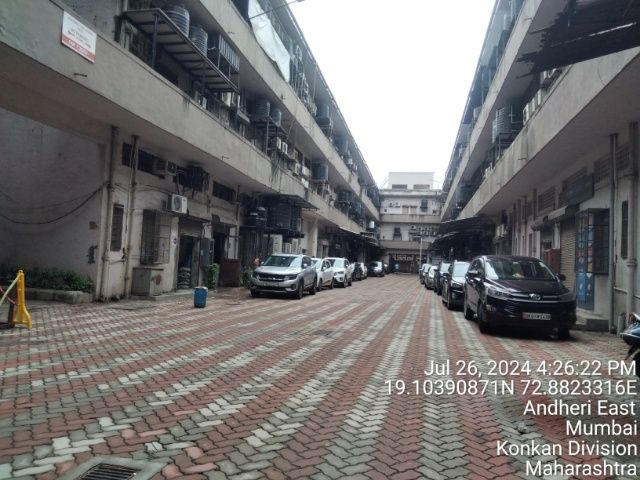 Jul 26, 2024 4:26:22 PM
19.10390871N 72.8823316E
Andheri East
Mumbai
Konkan Division
Maharashtra